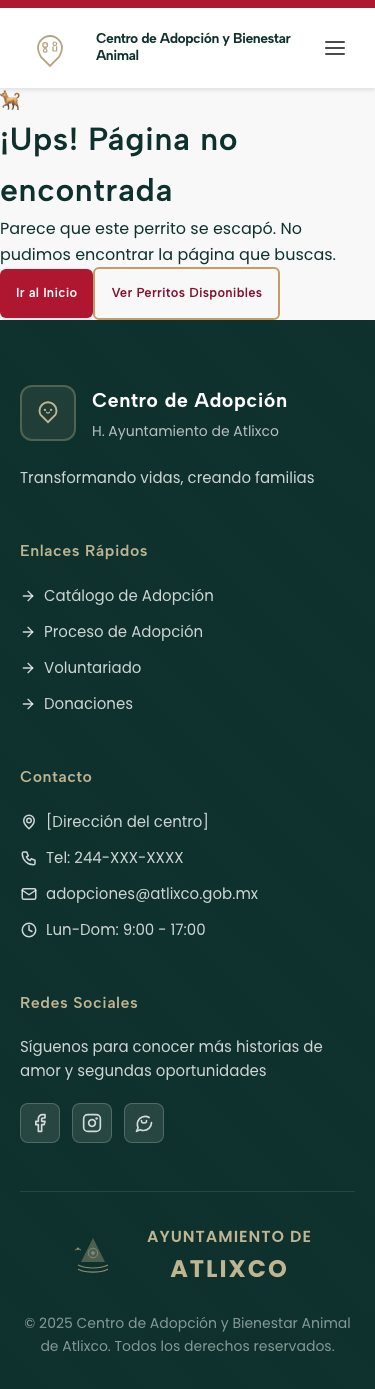 Centro de Adopción y Bienestar
Animal
¡Ups! Página no
encontrada
Parece que este perrito se escapó. No
pudimos encontrar la página que buscas.
Ir al Inicio
Ver Perritos Disponibles
Centro de Adopción
H. Ayuntamiento de Atlixco
Transformando vidas, creando familias
Enlaces Rápidos
→ Catálogo de Adopción
→ Proceso de Adopción
→ Voluntariado
→ Donaciones
Contacto
[Dirección del centro]
Tel: 244-XXX-XXXX
adopciones@atlixco.gob.mx
Lun-Dom: 9:00 - 17:00
Redes Sociales
Síguenos para conocer más historias de
amor y segundas oportunidades
AYUNTAMIENTO DE
ATLIXCO
© 2025 Centro de Adopción y Bienestar Animal
de Atlixco. Todos los derechos reservados.